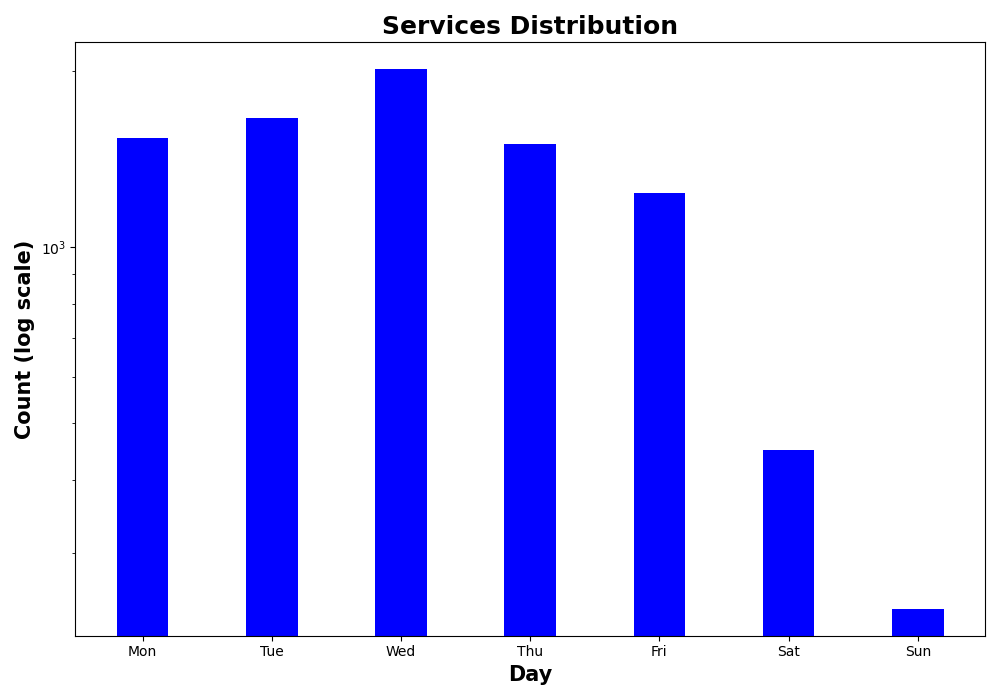 Services Distribution
Count (log scale)
10³
Mon Tue Wed Thu Fri Sat Sun
Day